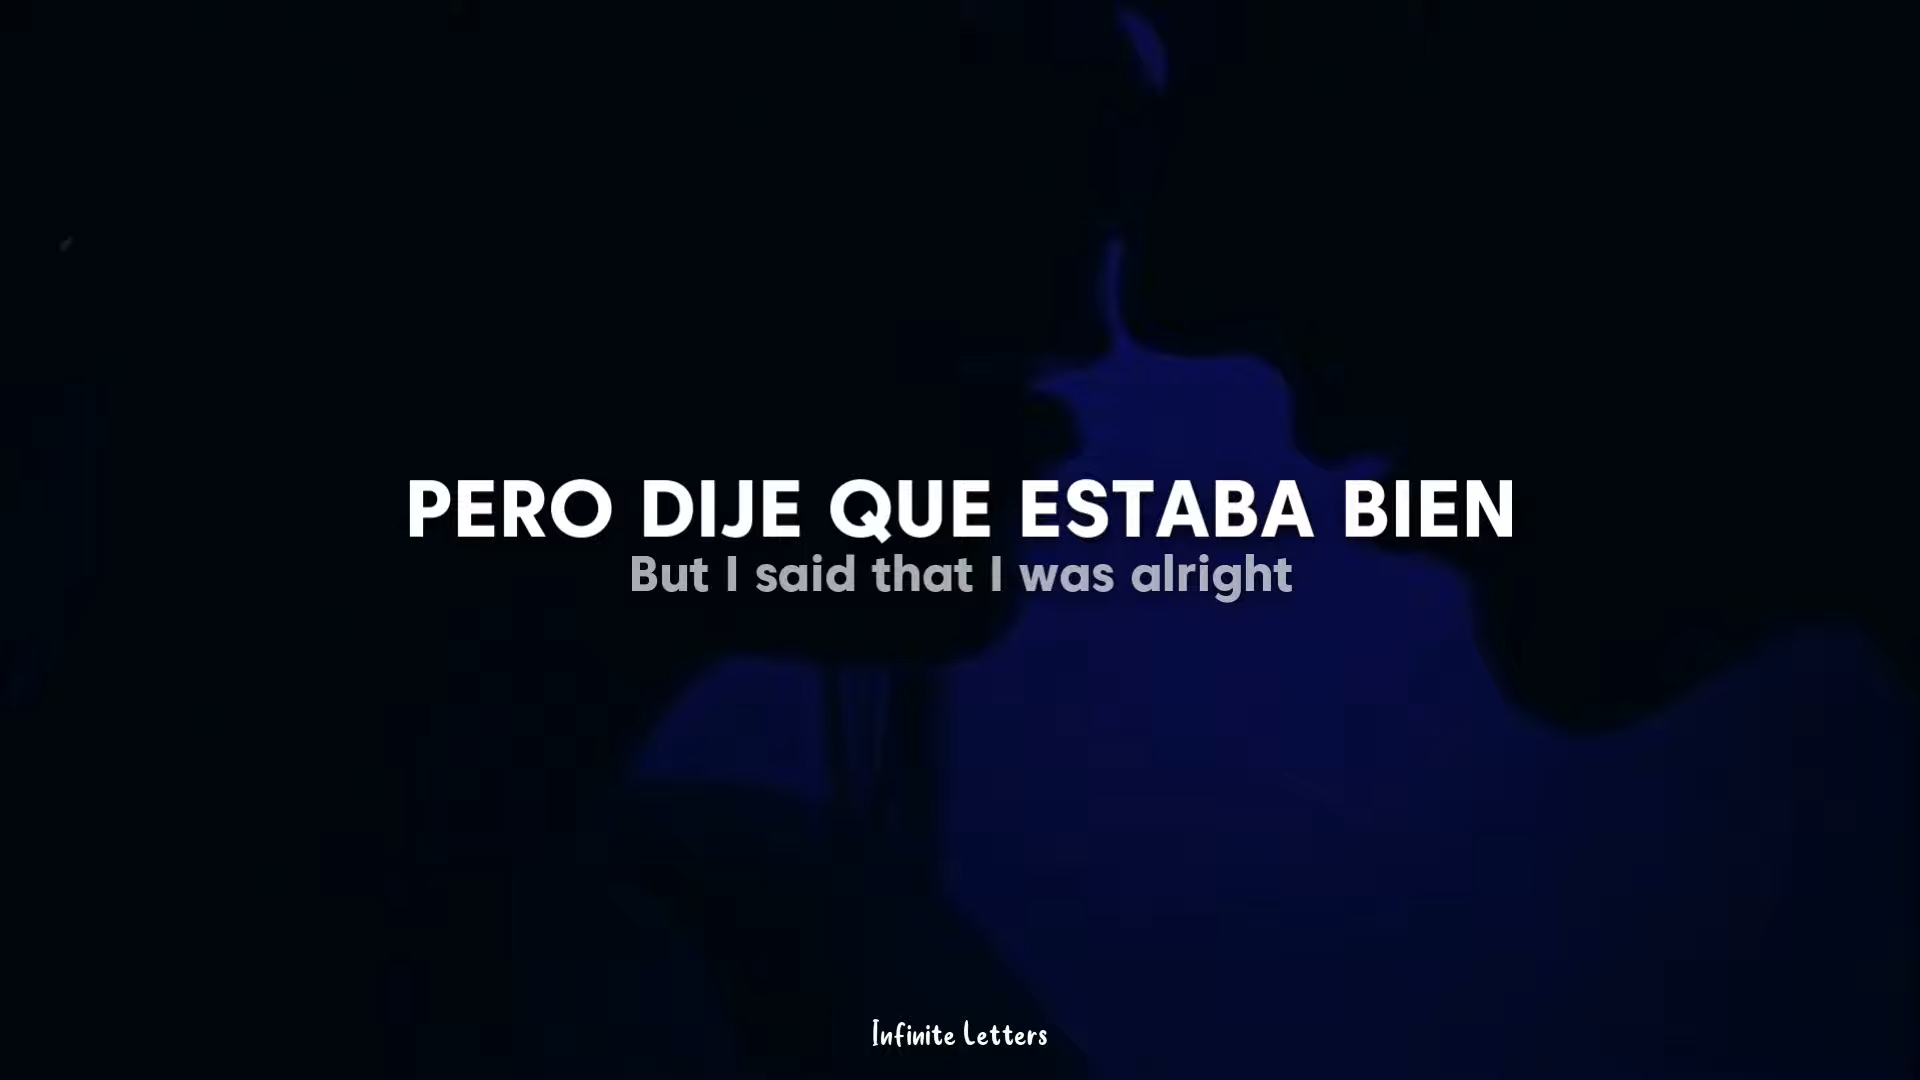 PERO DIJE QUE ESTABA BIEN
But I said that I was alright
Infinite Letters